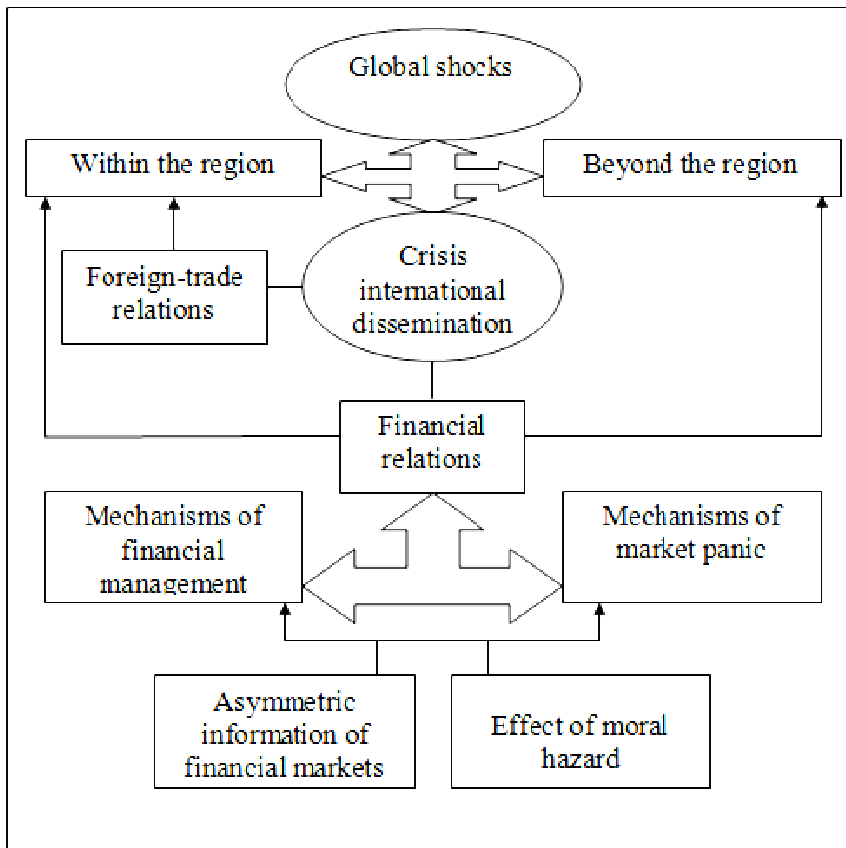 Global shocks
Within the region
Beyond the region
Foreign-trade
relations
Crisis
international
dissemination
Financial
relations
Mechanisms of
financial
management
Mechanisms of
market panic
Asymmetric
information of
financial markets
Effect of moral
hazard